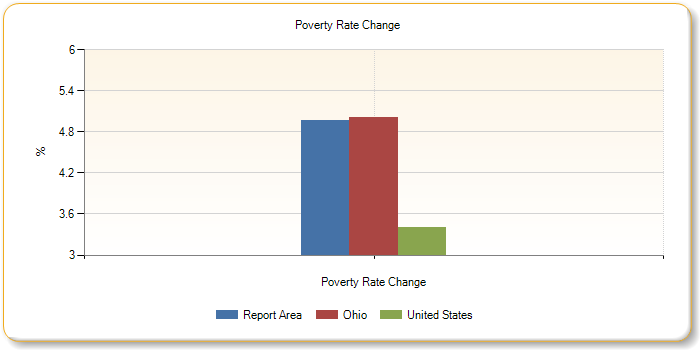 Poverty Rate Change
6
5.4
4.8
4.2
3.6
3
%
Poverty Rate Change
Report Area Ohio United States